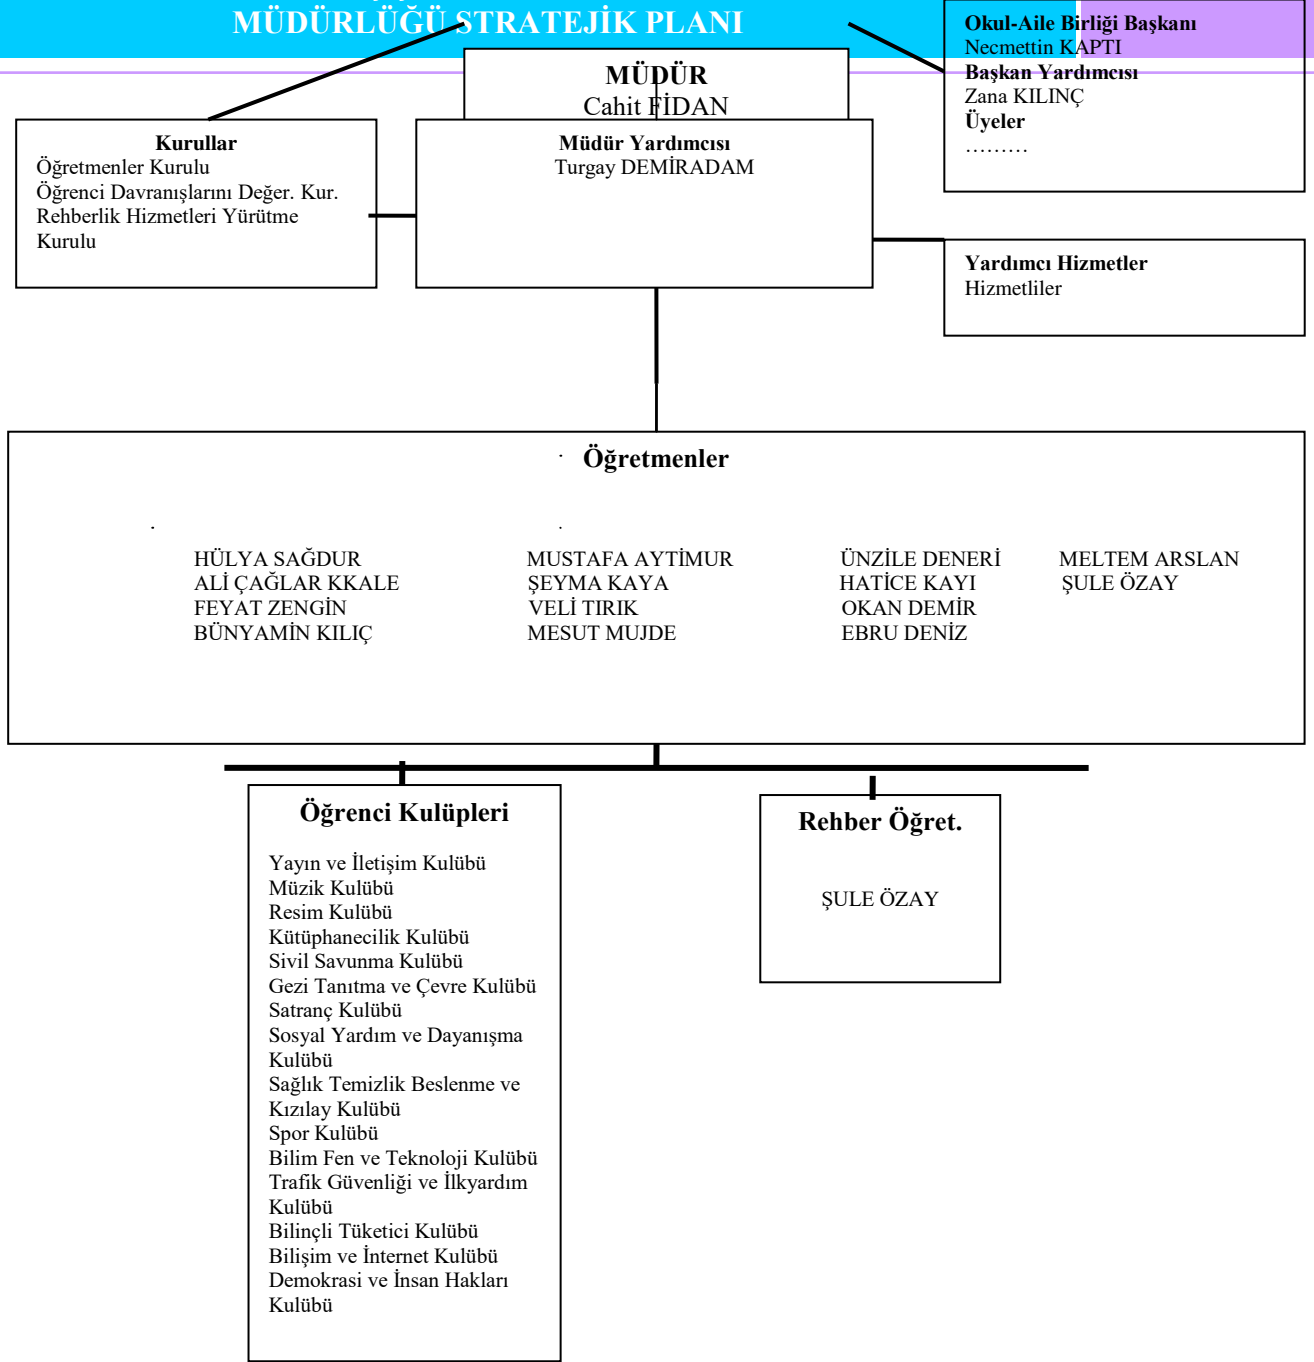 MÜDÜRLÜĞÜ STRATEJİK PLANI
Okul-Aile Birliği Başkanı
Necmettin KAPTI
Başkan Yardımcısı
Zana KILINÇ
Üyeler
………
MÜDÜR
Cahit FİDAN
Kurullar
Öğretmenler Kurulu
Öğrenci Davranışlarını Değer. Kur.
Rehberlik Hizmetleri Yürütme
Kurulu
Müdür Yardımcısı
Turgay DEMİRADAM
Yardımcı Hizmetler
Hizmetliler
Öğretmenler
HÜLYA SAĞDUR MUSTAFA AYTİMUR ÜNZİLE DENERİ MELTEM ARSLAN
ALİ ÇAĞLAR KKALE ŞEYMA KAYA HATİCE KAYI ŞULE ÖZAY
FEYAT ZENGİN VELİ TIRIK OKAN DEMİR
BÜNYAMİN KILIÇ MESUT MUJDE EBRU DENİZ
Öğrenci Kulüpleri
Yayın ve İletişim Kulübü
Müzik Kulübü
Resim Kulübü
Kütüphanecilik Kulübü
Sivil Savunma Kulübü
Gezi Tanıtma ve Çevre Kulübü
Satranç Kulübü
Sosyal Yardım ve Dayanışma
Kulübü
Sağlık Temizlik Beslenme ve
Kızılay Kulübü
Spor Kulübü
Bilim Fen ve Teknoloji Kulübü
Trafik Güvenliği ve İlkyardım
Kulübü
Bilinçli Tüketici Kulübü
Bilişim ve İnternet Kulübü
Demokrasi ve İnsan Hakları
Kulübü
Rehber Öğret.
ŞULE ÖZAY